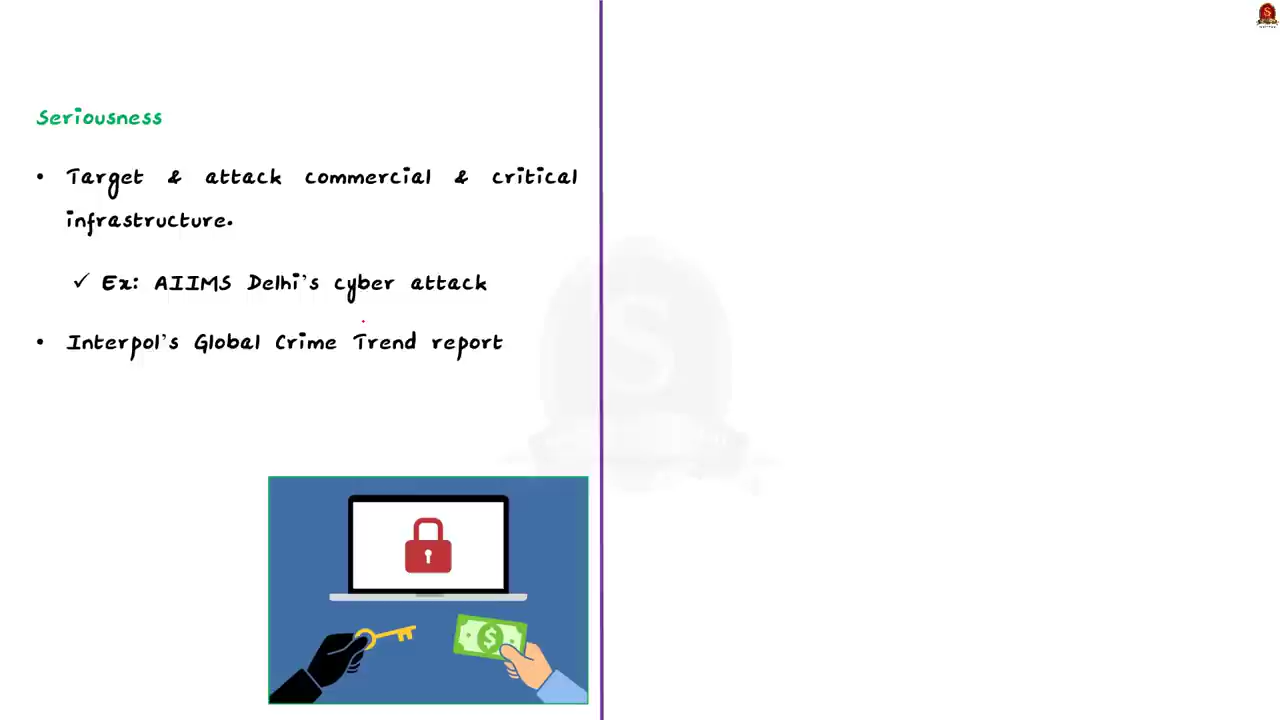 Seriousness
• Target & attack commercial & critical
infrastructure.
✓ Ex: AIIMS Delhi's cyber attack
• Interpol's Global Crime Trend report